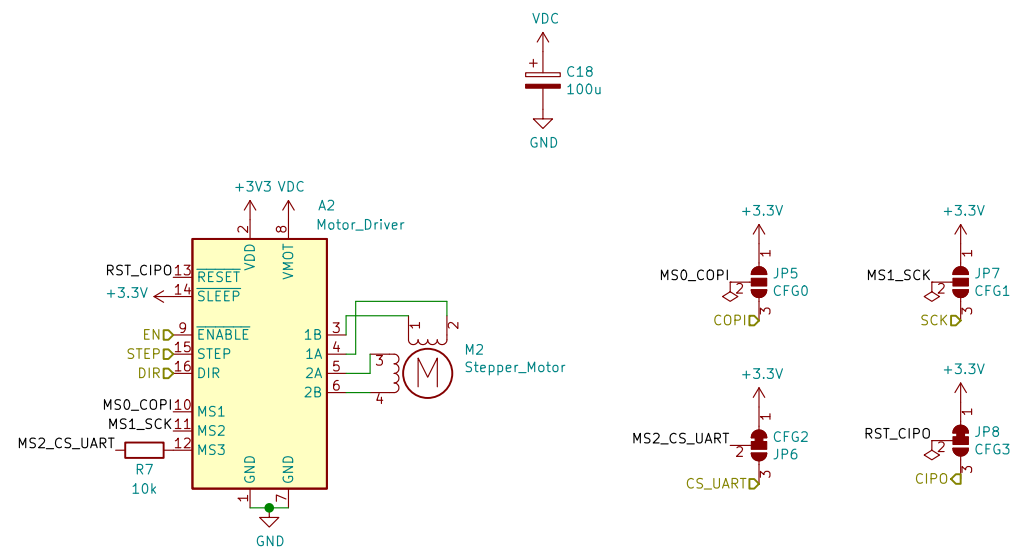 VDC
+
C18
100u
GND
+3V3 VDC
A2
Motor_Driver
2
8
VDD
VMOT
RST_CIPO 13 RESET
+3.3V 14 SLEEP
EN 9 ENABLE
STEP 15 STEP
DIR 16 DIR
MS0_COPI 10 MS1
MS1_SCK 11 MS2
MS2_CS_UART 12 MS3
R7
10k
1B 3
1A 4
2A 5
2B 6
GND
GND
1
7
GND
1
2
3
4
M
M2
Stepper_Motor
+3.3V
1
MS0_COPI
2
JP5
CFG0
3
COPI
+3.3V
1
MS1_SCK
2
JP7
CFG1
3
SCK
+3.3V
1
MS2_CS_UART
2
CFG2
JP6
3
CS_UART
+3.3V
1
RST_CIPO
2
JP8
CFG3
3
CIPO